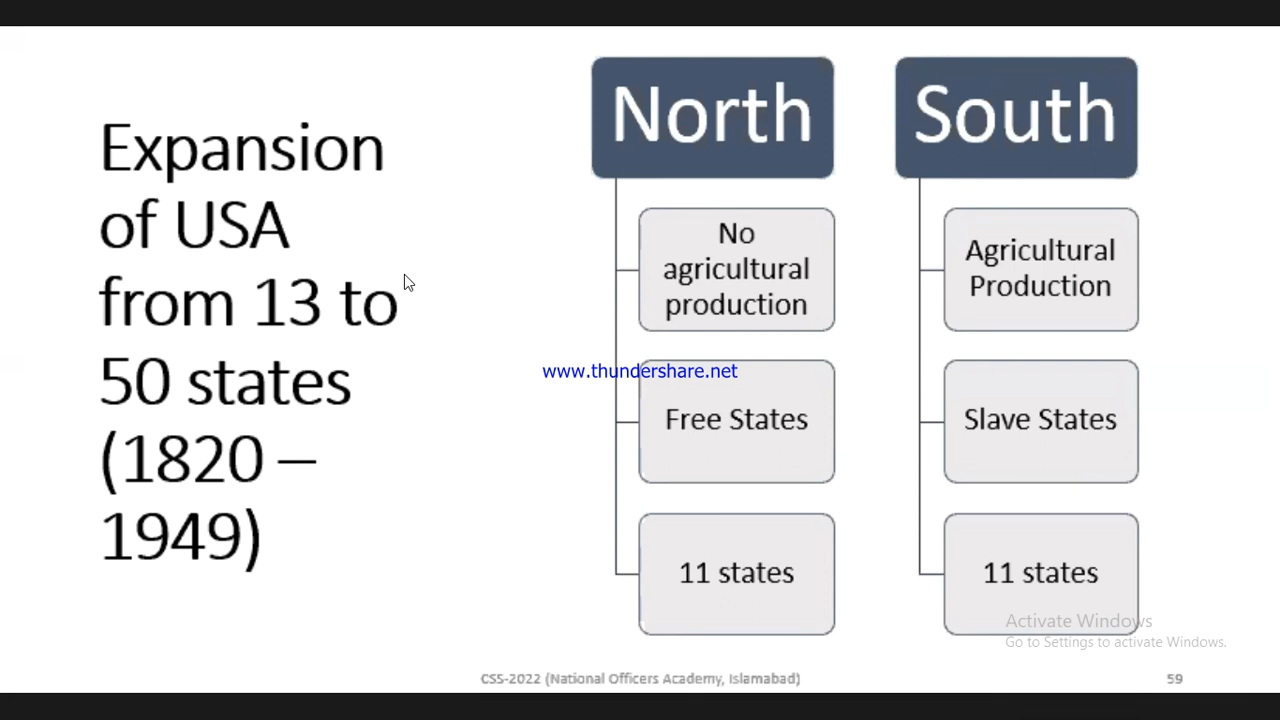 Expansion
of USA
from 13 to
50 states
(1820 –
1949)
North
No
agricultural
production
Free States
11 states
South
Agricultural
Production
Slave States
11 states
www.thundershare.net
Activate Windows
Go to Settings to activate Windows.
CSS-2022 (National Officers Academy, Islamabad)
59